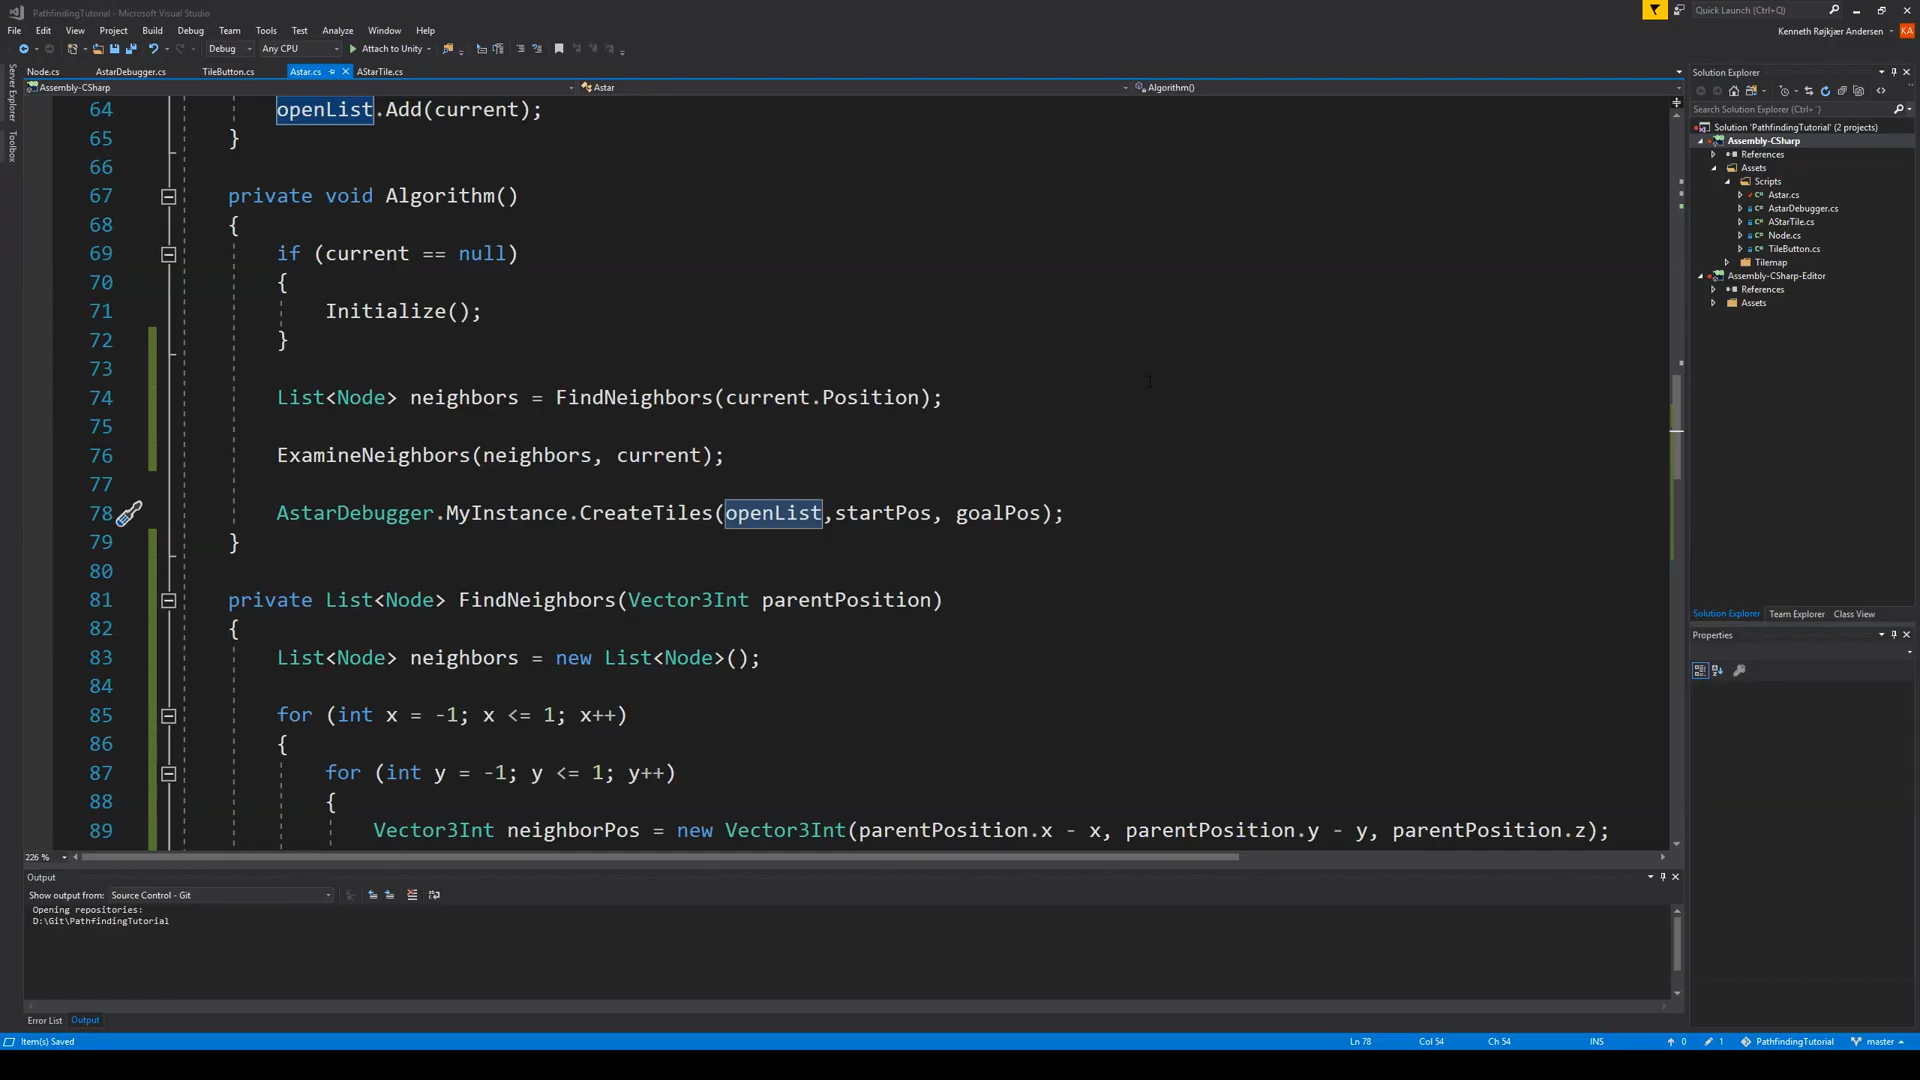 PathfindingTutorial - Microsoft Visual Studio
Quick Launch (Ctrl+Q)
File Edit View Project Build Debug Team Tools Test Analyze Window Help
Kenneth Røjkjær Andersen
KA
Debug Any CPU Attach to Unity
Node.cs AstarDebugger.cs TileButton.cs Astar.cs AStarTile.cs
Assembly-CSharp Astar Algorithm()
Server Explorer
Toolbox
64 openList.Add(current);
65 }
66
67 private void Algorithm()
68 {
69 if (current == null)
70 {
71 Initialize();
72 }
73
74 List<Node> neighbors = FindNeighbors(current.Position);
75
76 ExamineNeighbors(neighbors, current);
77
78 AstarDebugger.MyInstance.CreateTiles(openList,startPos, goalPos);
79 }
80
81 private List<Node> FindNeighbors(Vector3Int parentPosition)
82 {
83 List<Node> neighbors = new List<Node>();
84
85 for (int x = -1; x <= 1; x++)
86 {
87 for (int y = -1; y <= 1; y++)
88 {
89 Vector3Int neighborPos = new Vector3Int(parentPosition.x - x, parentPosition.y - y, parentPosition.z);
226 %
Output
Show output from: Source Control - Git
Opening repositories:
D:\Git\PathfindingTutorial
Error List Output
Solution Explorer
Search Solution Explorer (Ctrl+¨)
Solution 'PathfindingTutorial' (2 projects)
Assembly-CSharp
References
Assets
Scripts
C# Astar.cs
C# AstarDebugger.cs
C# AStarTile.cs
C# Node.cs
C# TileButton.cs
Tilemap
Assembly-CSharp-Editor
References
Assets
Solution Explorer Team Explorer Class View
Properties
Item(s) Saved Ln 78 Col 54 Ch 54 INS 0 1 PathfindingTutorial master